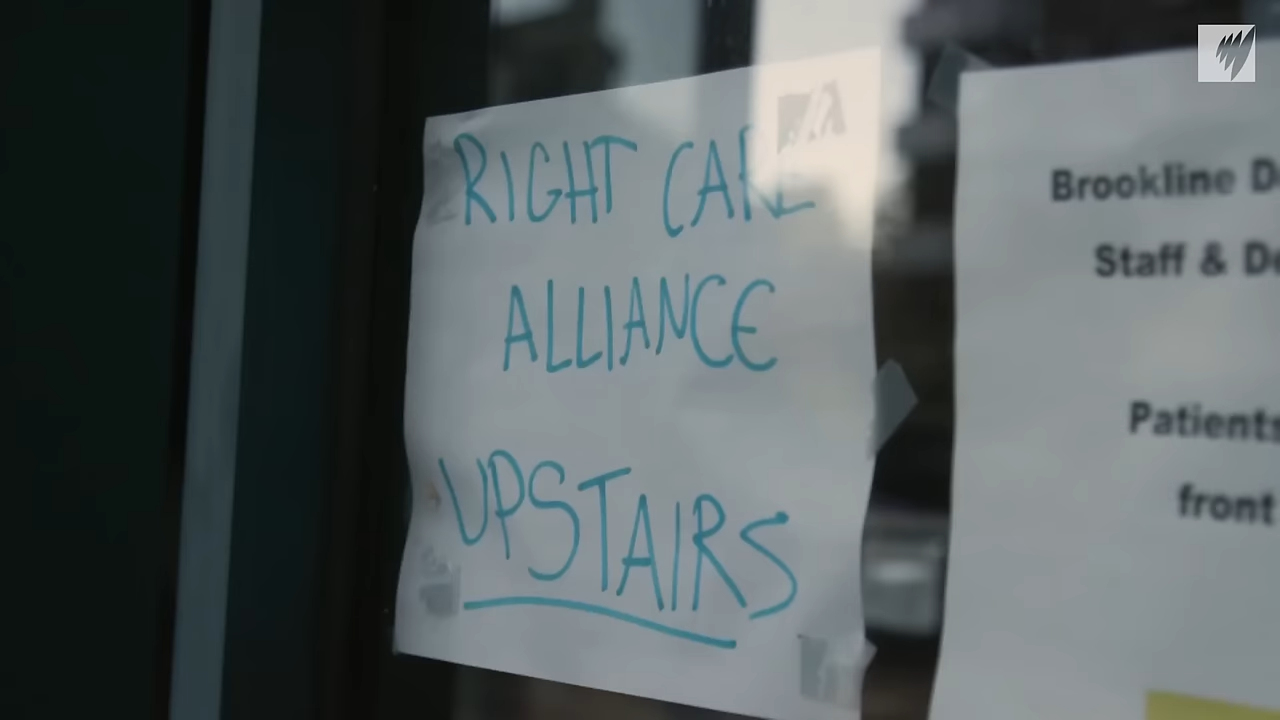 RIGHT CARE
ALLIANCE
UPSTAIRS
Brookline
Staff &
Patients
front